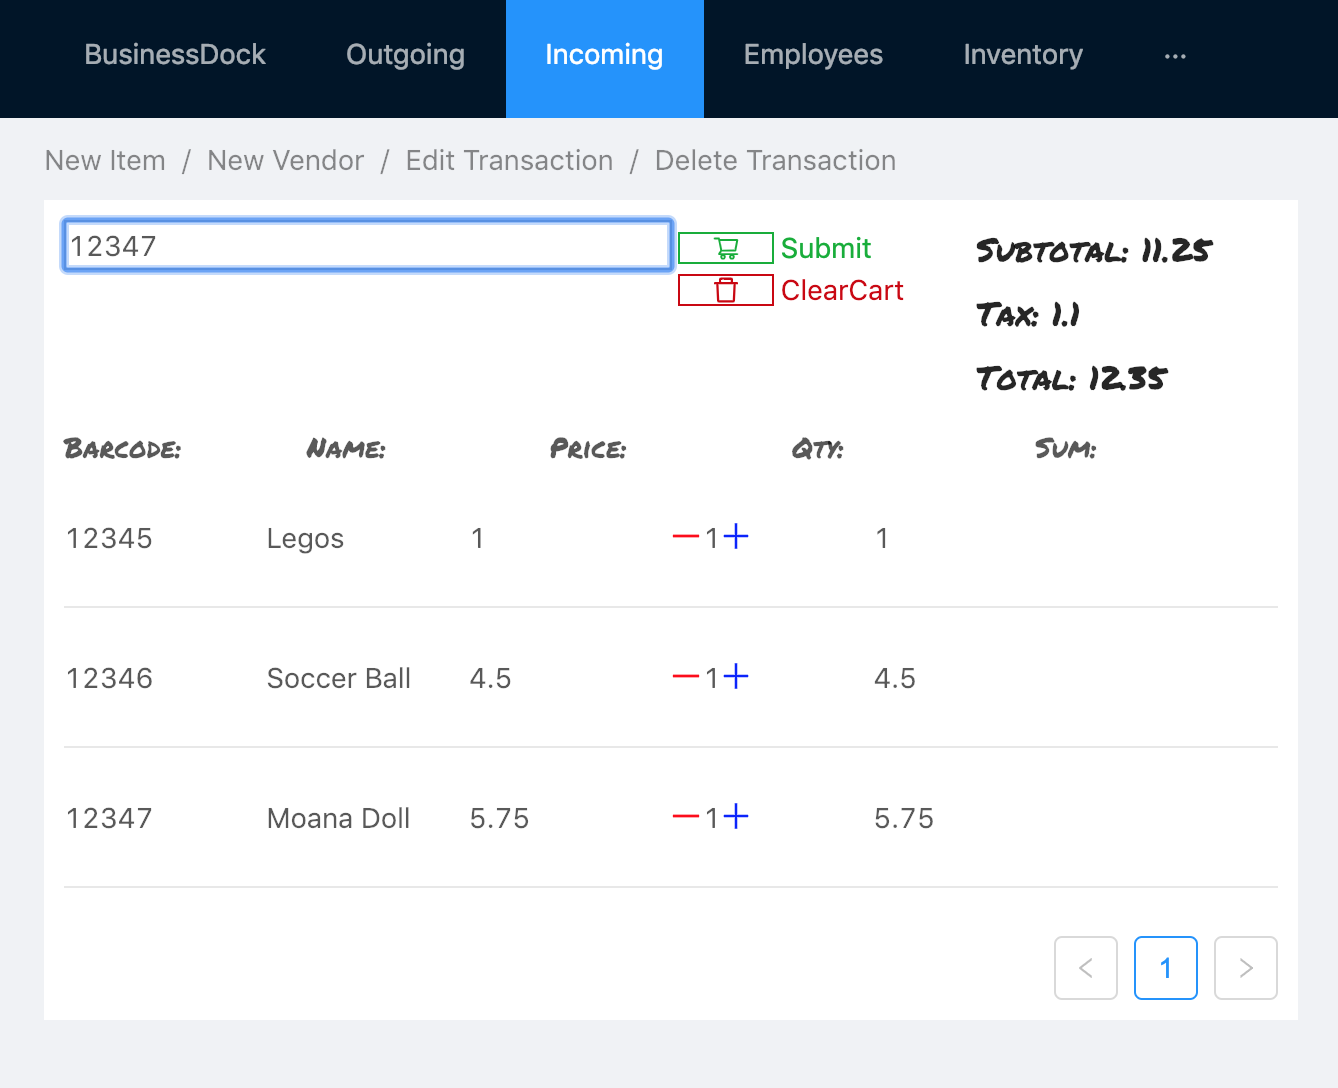 BusinessDock Outgoing Incoming Employees Inventory ...
New Item / New Vendor / Edit Transaction / Delete Transaction
12347
Submit
ClearCart
Subtotal: 11.25
Tax: 1.1
Total: 12.35
Barcode: Name: Price: Qty: Sum:
12345 Legos 1 1 1
12346 Soccer Ball 4.5 1 4.5
12347 Moana Doll 5.75 1 5.75
< 1 >